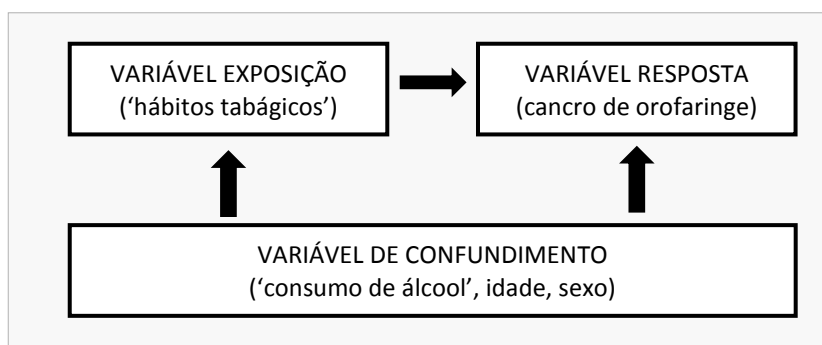 VARIÁVEL EXPOSIÇÃO
(‘hábitos tabágicos’)
VARIÁVEL RESPOSTA
(cancro de orofaringe)
VARIÁVEL DE CONFUNDIMENTO
(‘consumo de álcool’, idade, sexo)